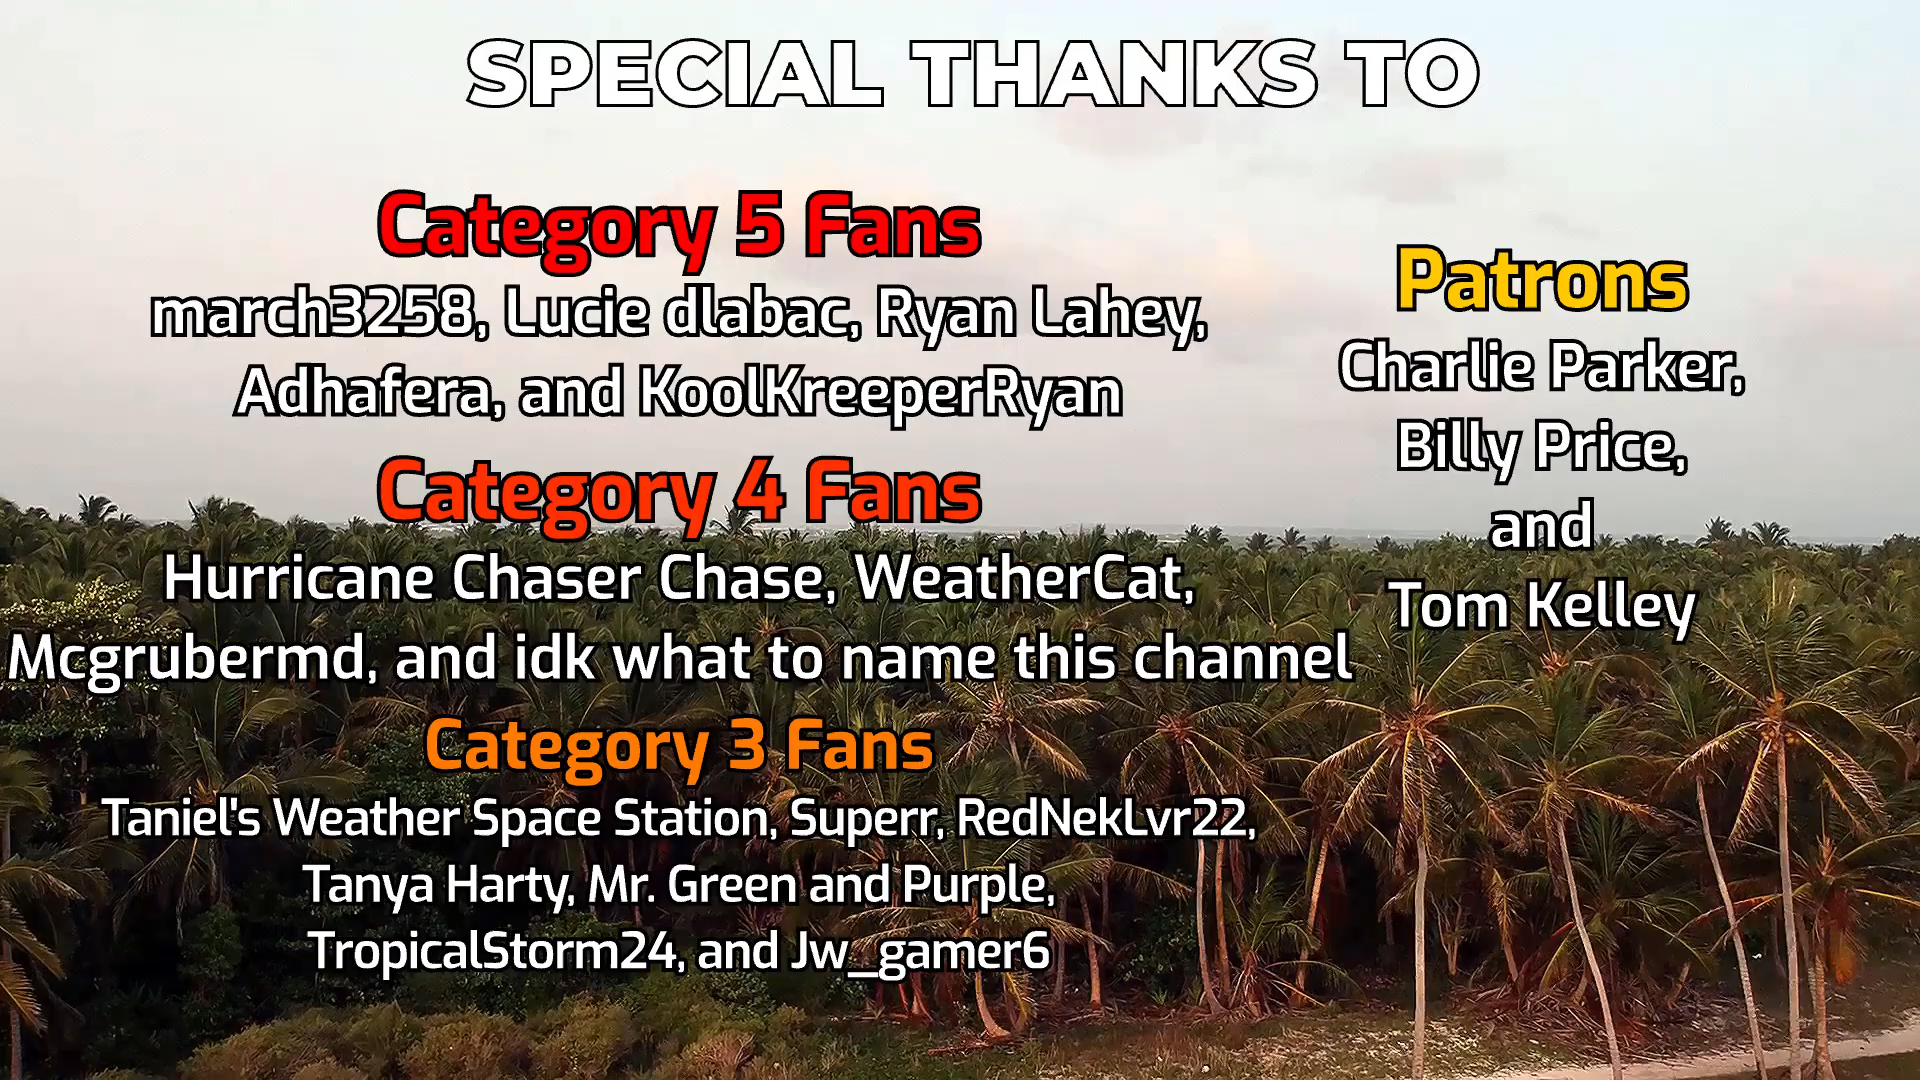 SPECIAL THANKS TO
Category 5 Fans
march3258, Lucie dlabac, Ryan Lahey,
Adhafera, and KoolKreeperRyan
Category 4 Fans
Hurricane Chaser Chase, WeatherCat,
Mcgrubermd, and idk what to name this channel
Category 3 Fans
Taniel's Weather Space Station, Superr, RedNekLvr22,
Tanya Harty, Mr. Green and Purple,
TropicalStorm24, and Jw_gamer6
Patrons
Charlie Parker,
Billy Price,
and
Tom Kelley